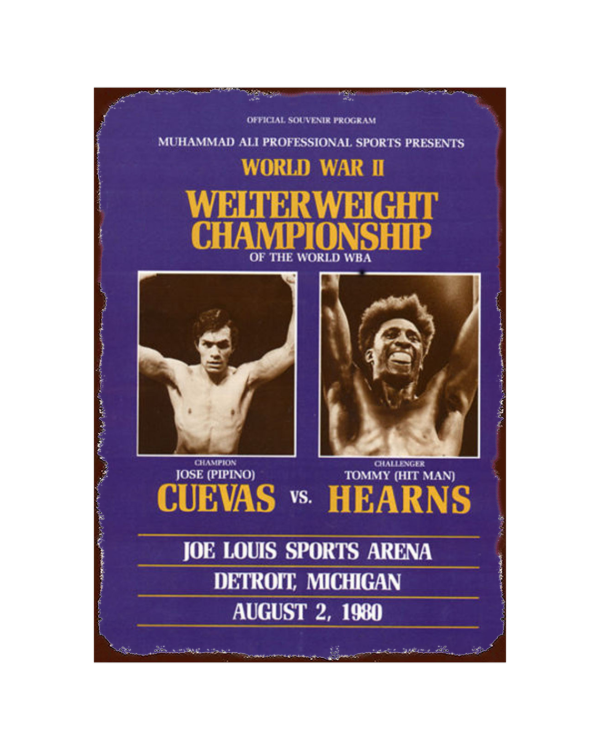 OFFICIAL SOUVENIR PROGRAM
MUHAMMAD ALI PROFESSIONAL SPORTS PRESENTS
WORLD WAR II
WELTERWEIGHT
CHAMPIONSHIP
OF THE WORLD WBA
CHAMPION
JOSE (PIPINO)
CUEVAS
vs.
CHALLENGER
TOMMY (HIT MAN)
HEARNS
JOE LOUIS SPORTS ARENA
DETROIT, MICHIGAN
AUGUST 2, 1980